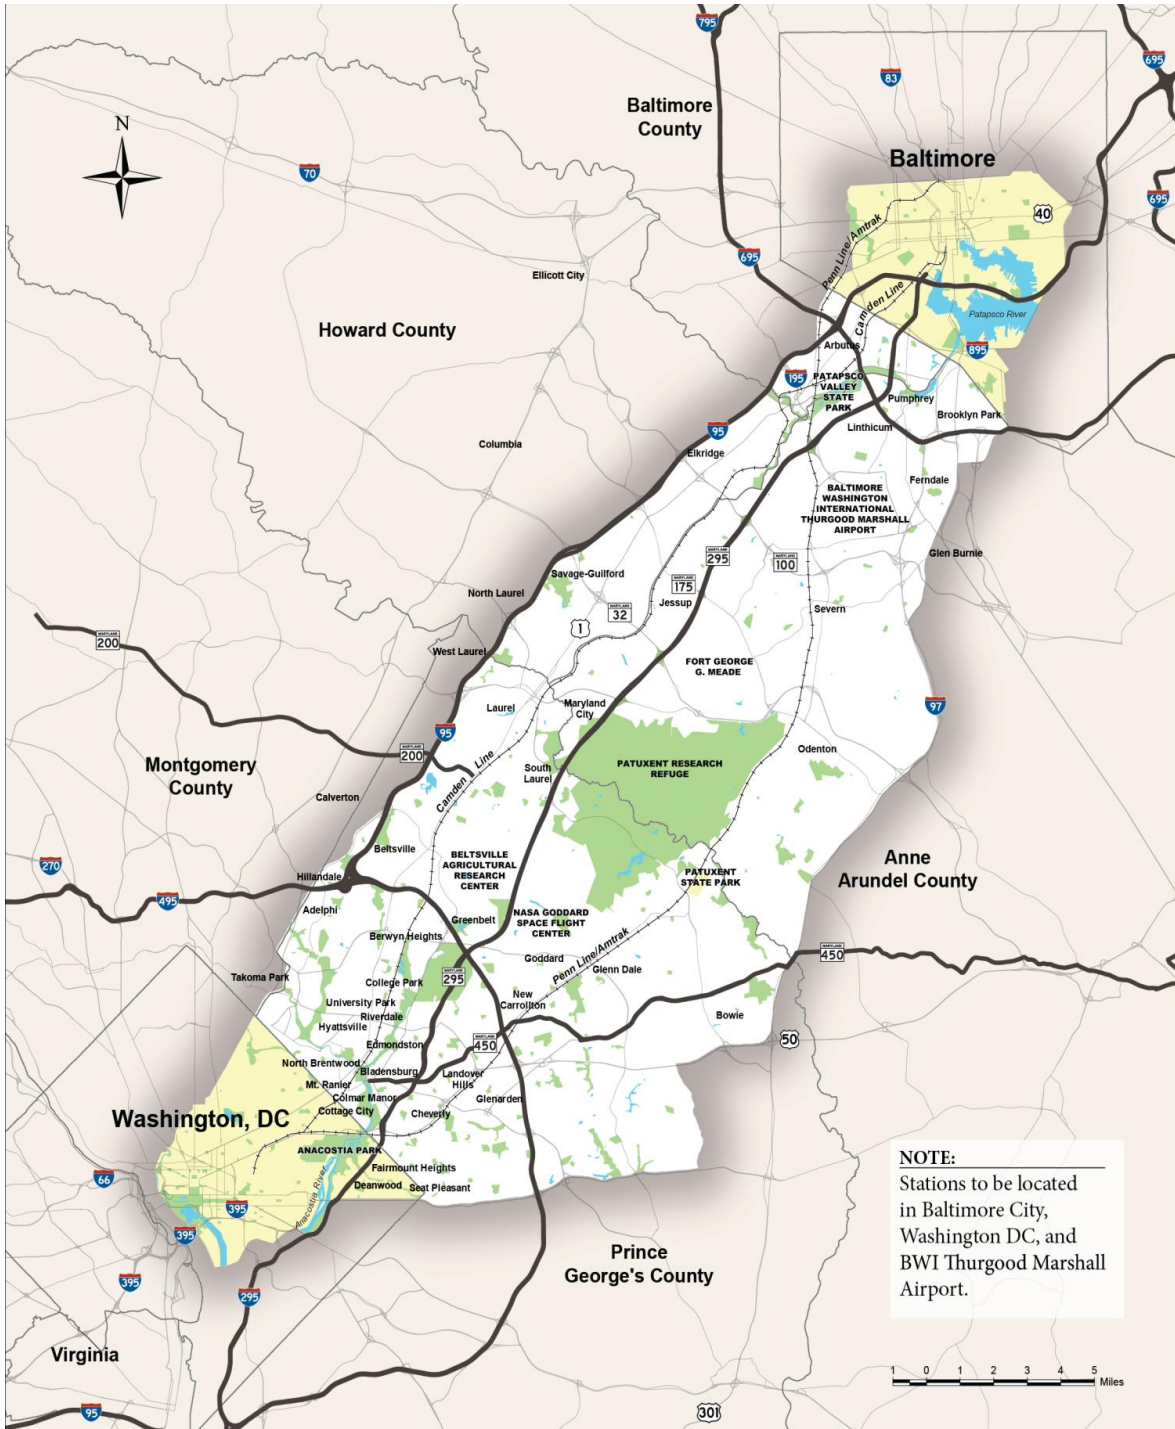 795
695
83
Baltimore
County
N
Baltimore
70
695
40
Penn Line/Amtrak
695
Ellicott City
Camden Line
Patapsco River
Howard County
Arbutus
895
195
PATAPSCO
VALLEY
STATE
PARK
Pumphrey
Brooklyn Park
95
Linthicum
Columbia
Elkridge
Ferndale
BALTIMORE
WASHINGTON
INTERNATIONAL
THURGOOD MARSHALL
AIRPORT
MARYLAND
295
Glen Burnie
MARYLAND
100
Savage-Guilford
MARYLAND
175
North Laurel
Jessup
MARYLAND
32
Severn
1
MARYLAND
200
West Laurel
FORT GEORGE
G. MEADE
Laurel
Maryland
City
97
95
MARYLAND
200
Odenton
Montgomery
County
Camden Line
South
Laurel
PATUXENT RESEARCH
REFUGE
Calverton
Beltsville
BELTSVILLE
AGRICULTURAL
RESEARCH
CENTER
270
Anne
Arundel County
Hillandale
PATUXENT
STATE PARK
495
Adelphi
Greenbelt
NASA GODDARD
SPACE FLIGHT
CENTER
Berwyn Heights
Penn Line/Amtrak
MARYLAND
450
Goddard
Glenn Dale
Takoma Park
College Park
MARYLAND
295
University Park
New
Carrollton
Riverdale
Bowie
Hyattsville
Edmondston
MARYLAND
450
50
North Brentwood
Bladensburg
Landover
Hills
Mt. Ranier
Colmar Manor
Glenarden
Cottage City
Cheverly
Washington, DC
ANACOSTIA PARK
Fairmount Heights
Deanwood
Seat Pleasant
66
Anacostia River
395
395
395
295
Prince
George's County
NOTE:
Stations to be located
in Baltimore City,
Washington DC, and
BWI Thurgood Marshall
Airport.
Virginia
1 0 1 2 3 4 5
Miles
95
301